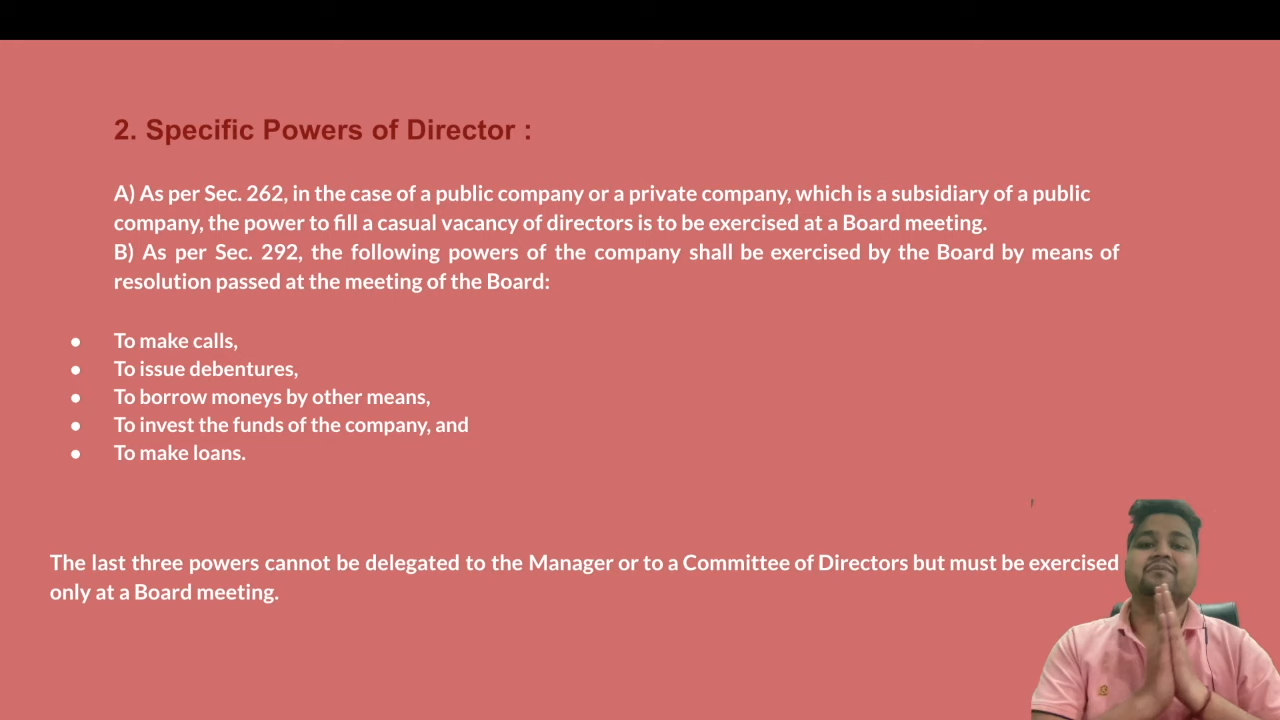 2. Specific Powers of Director :
A) As per Sec. 262, in the case of a public company or a private company, which is a subsidiary of a public
company, the power to fill a casual vacancy of directors is to be exercised at a Board meeting.
B) As per Sec. 292, the following powers of the company shall be exercised by the Board by means of
resolution passed at the meeting of the Board:
● To make calls,
● To issue debentures,
● To borrow moneys by other means,
● To invest the funds of the company, and
● To make loans.
The last three powers cannot be delegated to the Manager or to a Committee of Directors but must be exercised
only at a Board meeting.